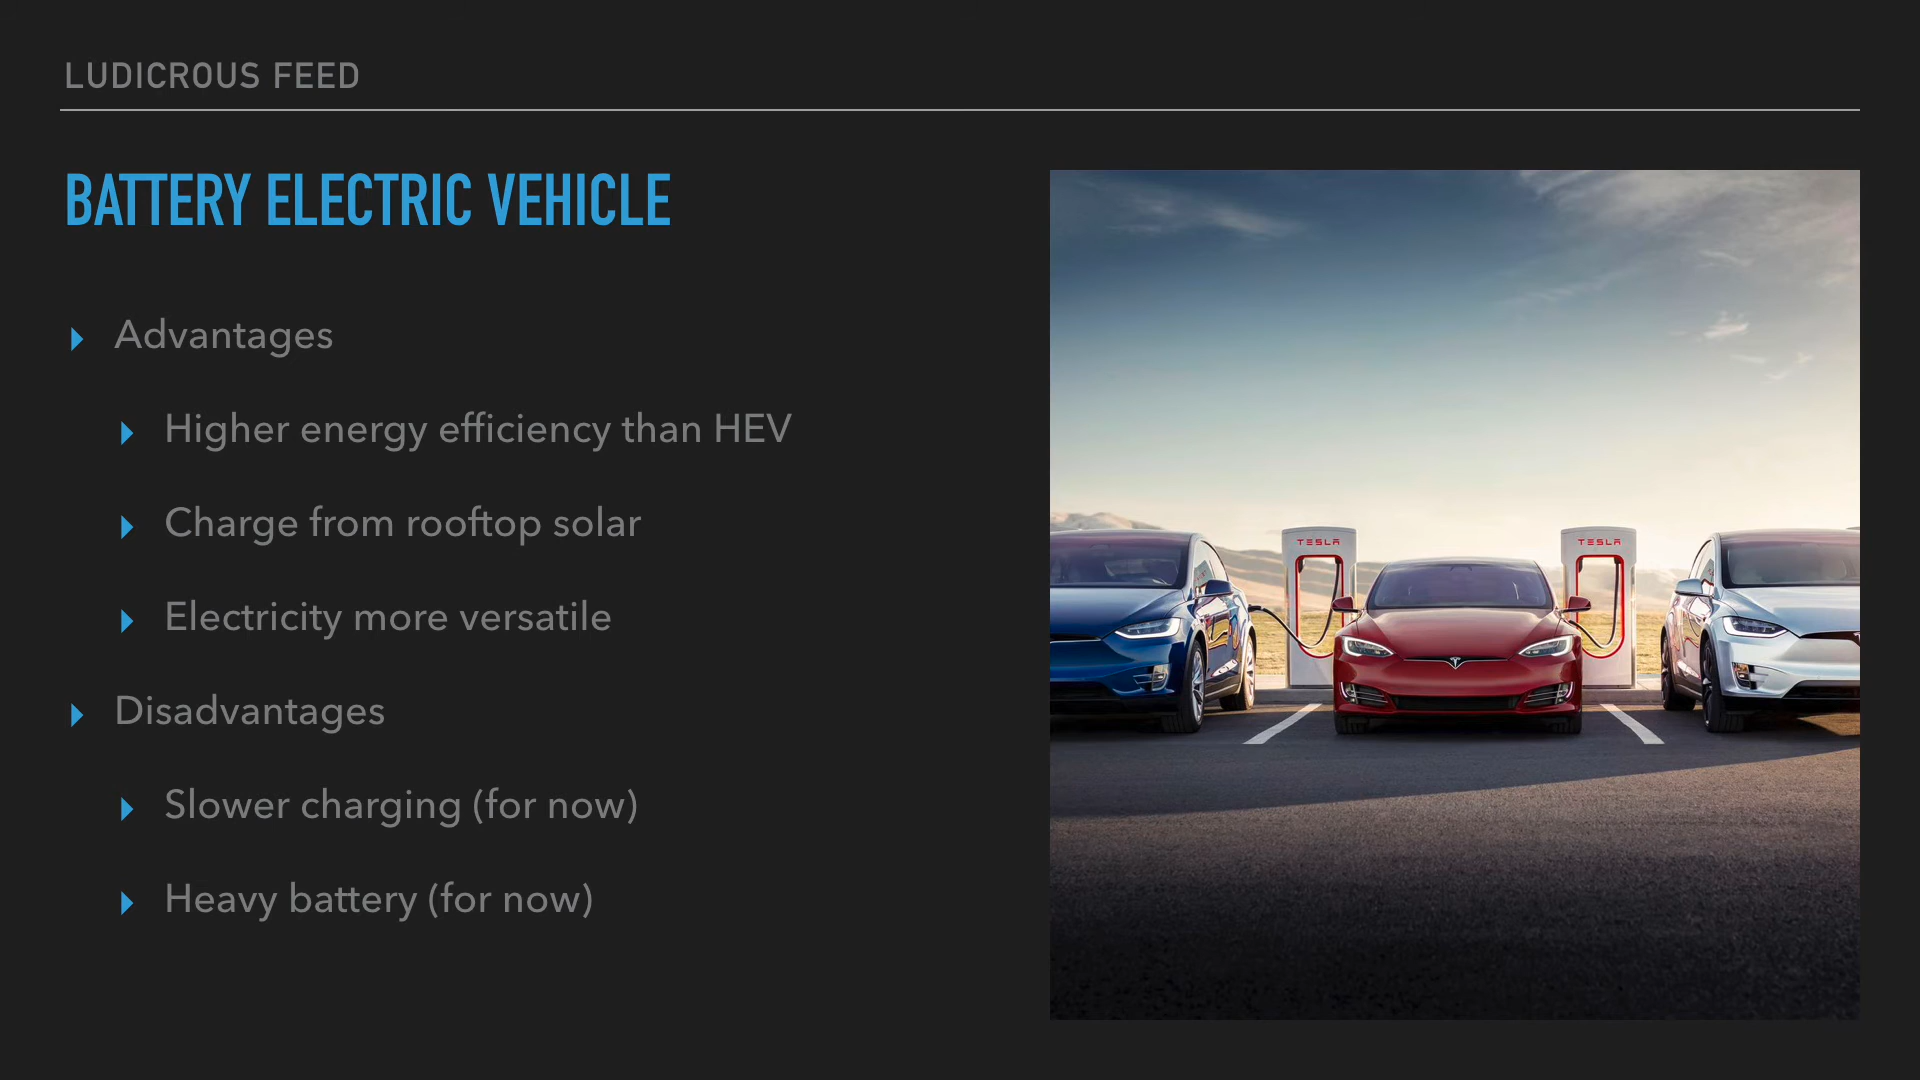 LUDICROUS FEED
BATTERY ELECTRIC VEHICLE
Advantages
Higher energy efficiency than HEV
Charge from rooftop solar
Electricity more versatile
Disadvantages
Slower charging (for now)
Heavy battery (for now)
TESLA
TESLA